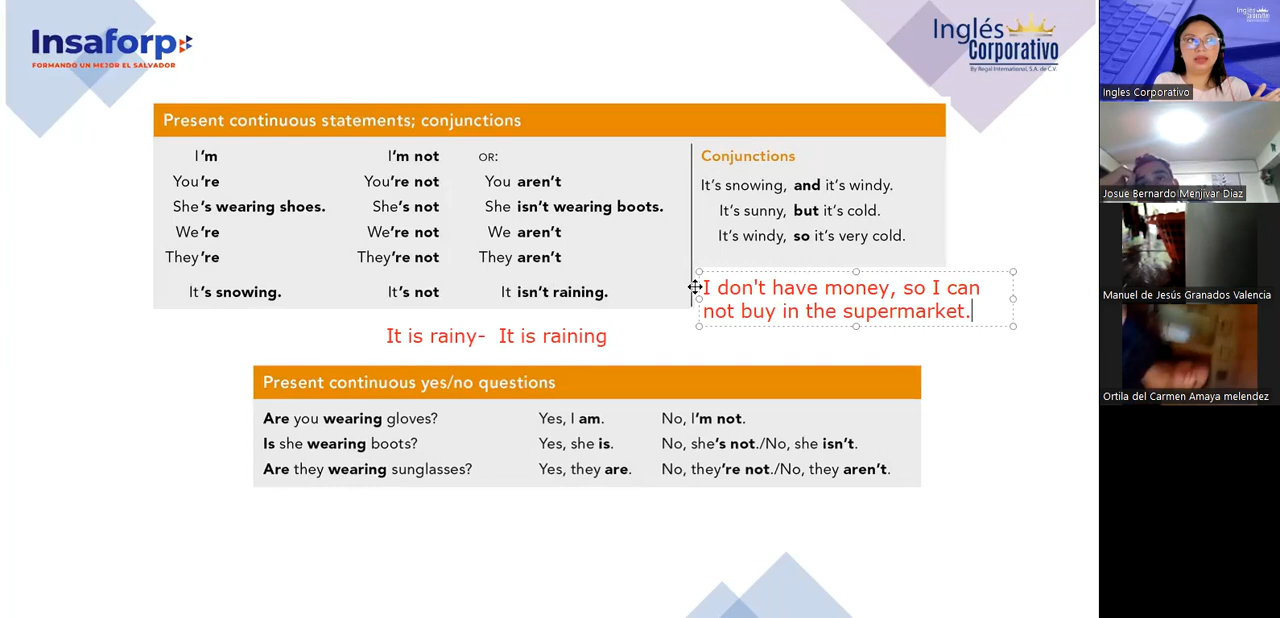 Insaforp
FORMANDO UN MEJOR EL SALVADOR
Inglés
Corporativo
By Regal International, S.A. de C.V.
Present continuous statements; conjunctions
I'm I'm not OR: Conjunctions
You're You're not You aren't It's snowing, and it's windy.
She's wearing shoes. She's not She isn't wearing boots. It's sunny, but it's cold.
We're We're not We aren't It's windy, so it's very cold.
They're They're not They aren't
It's snowing. It's not It isn't raining.
I don't have money, so I can
not buy in the supermarket.
It is rainy- It is raining
Present continuous yes/no questions
Are you wearing gloves? Yes, I am. No, I'm not.
Is she wearing boots? Yes, she is. No, she's not./No, she isn't.
Are they wearing sunglasses? Yes, they are. No, they're not./No, they aren't.
Inglés
Corporativo
Ingles Corporativo
Josue Bernardo Menjivar Diaz
Manuel de Jesús Granados Valencia
Ortila del Carmen Amaya melendez